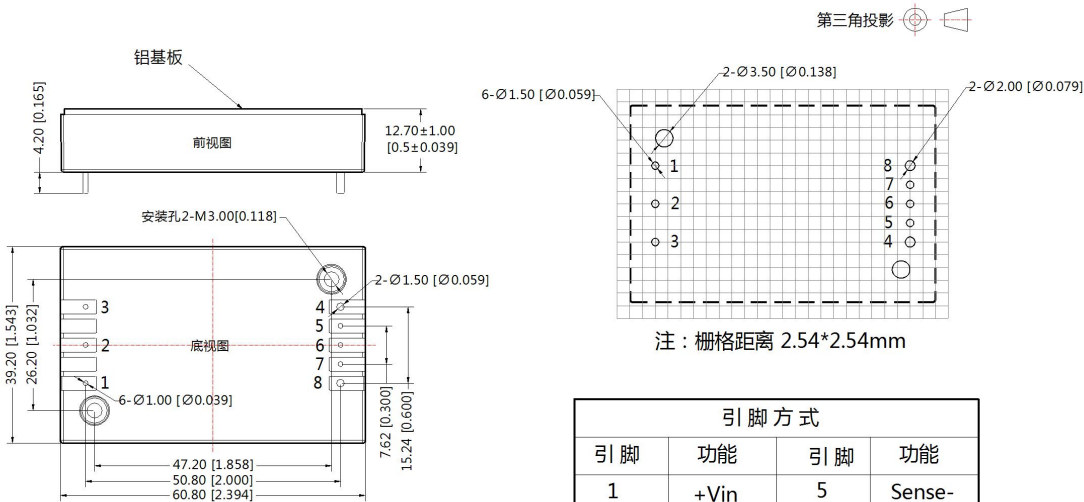 第三角投影
铝基板
4.20 [0.165]
前视图
12.70±1.00
[0.5±0.039]
6-Ø1.50 [Ø0.059]
2-Ø3.50 [Ø0.138]
2-Ø2.00 [Ø0.079]
1
2
3
8
7
6
5
4
注：栅格距离 2.54*2.54mm
安装孔2-M3.00[0.118]
2-Ø1.50 [Ø0.059]
39.20 [1.543]
26.20 [1.032]
3
2
1
底视图
4
5
6
7
8
6-Ø1.00 [Ø0.039]
7.62 [0.300]
15.24 [0.600]
47.20 [1.858]
50.80 [2.000]
60.80 [2.394]
引脚方式
引脚 功能 引脚 功能
1 +Vin 5 Sense-